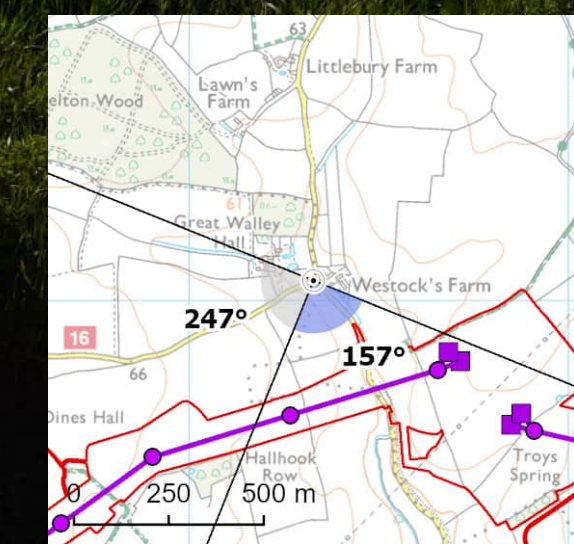 63
Littlebury Farm
Lawn's
Farm
elton Wood
61
Great Walley
Hall
Westock's Farm
247°
16
157°
66
Dines Hall
Hallhook
Row
Troys
Spring
0 250 500 m